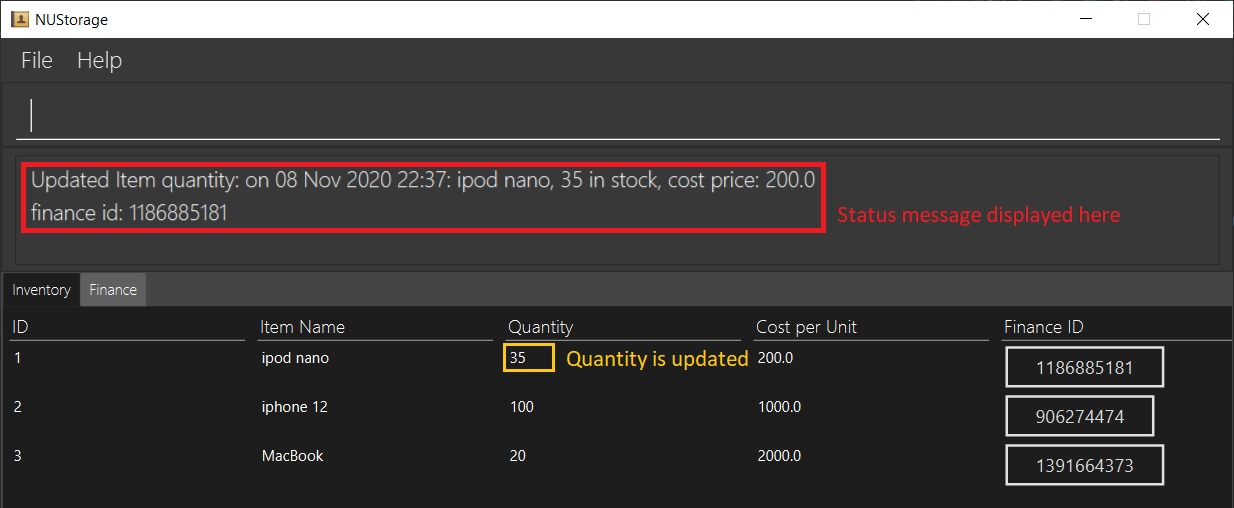 NUStorage
File Help
Updated Item quantity: on 08 Nov 2020 22:37: ipod nano, 35 in stock, cost price: 200.0
finance id: 1186885181
Status message displayed here
Inventory Finance
ID Item Name Quantity Cost per Unit Finance ID
1 ipod nano 35 Quantity is updated 200.0 1186885181
2 iphone 12 100 1000.0 906274474
3 MacBook 20 2000.0 1391664373